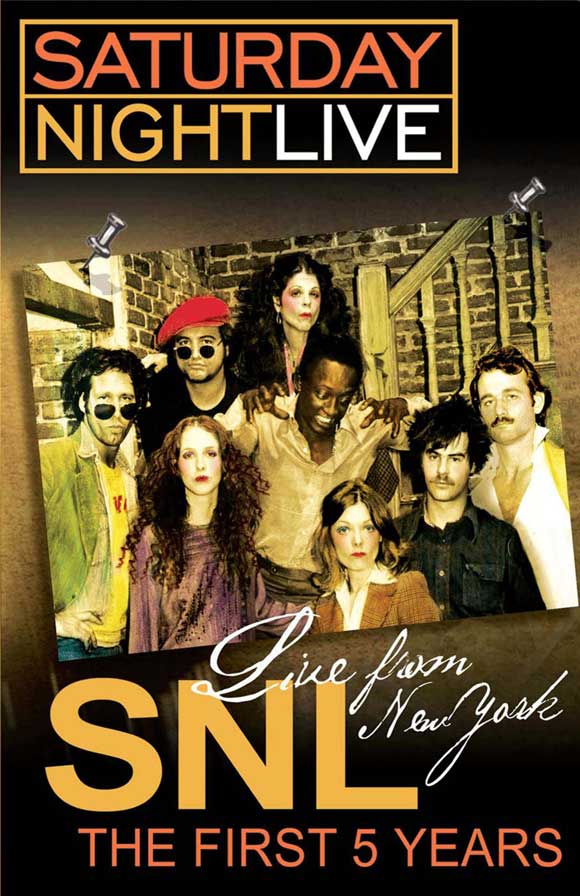 SATURDAY
NIGHTLIVE
Live from
New York
SNL
THE FIRST 5 YEARS